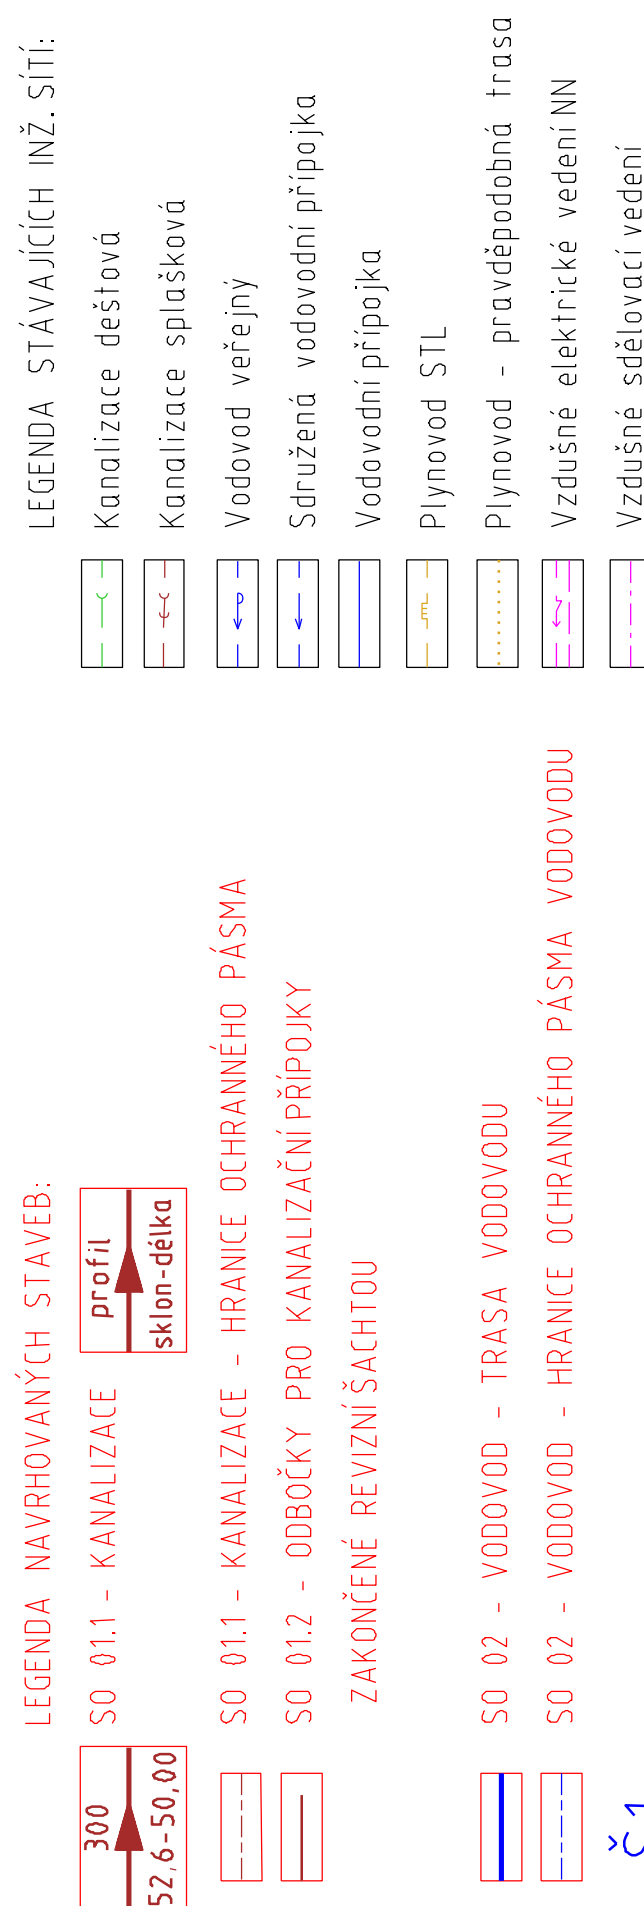 LEGENDA NAVRHOVANÝCH STAVEB:
300
52,6-50,00
SO 01.1 - KANALIZACE
profil
sklon-délka
SO 01.1 - KANALIZACE - HRANICE OCHRANNÉHO PÁSMA
SO 01.2 - ODBOČKY PRO KANALIZAČNÍ PŘÍPOJKY
ZAKONČENÉ REVIZNÍ ŠACHTOU
SO 02 - VODOVOD - TRASA VODOVODU
SO 02 - VODOVOD - HRANICE OCHRANNÉHO PÁSMA VODOVODU
LEGENDA STÁVAJÍCÍCH INŽ. SÍTÍ:
Kanalizace dešťová
Kanalizace splašková
Vodovod veřejný
Sdružená vodovodní přípojka
Vodovodní přípojka
Plynovod STL
Plynovod - pravděpodobná trasa
Vzdušné elektrické vedení NN
Vzdušné sdělovací vedení